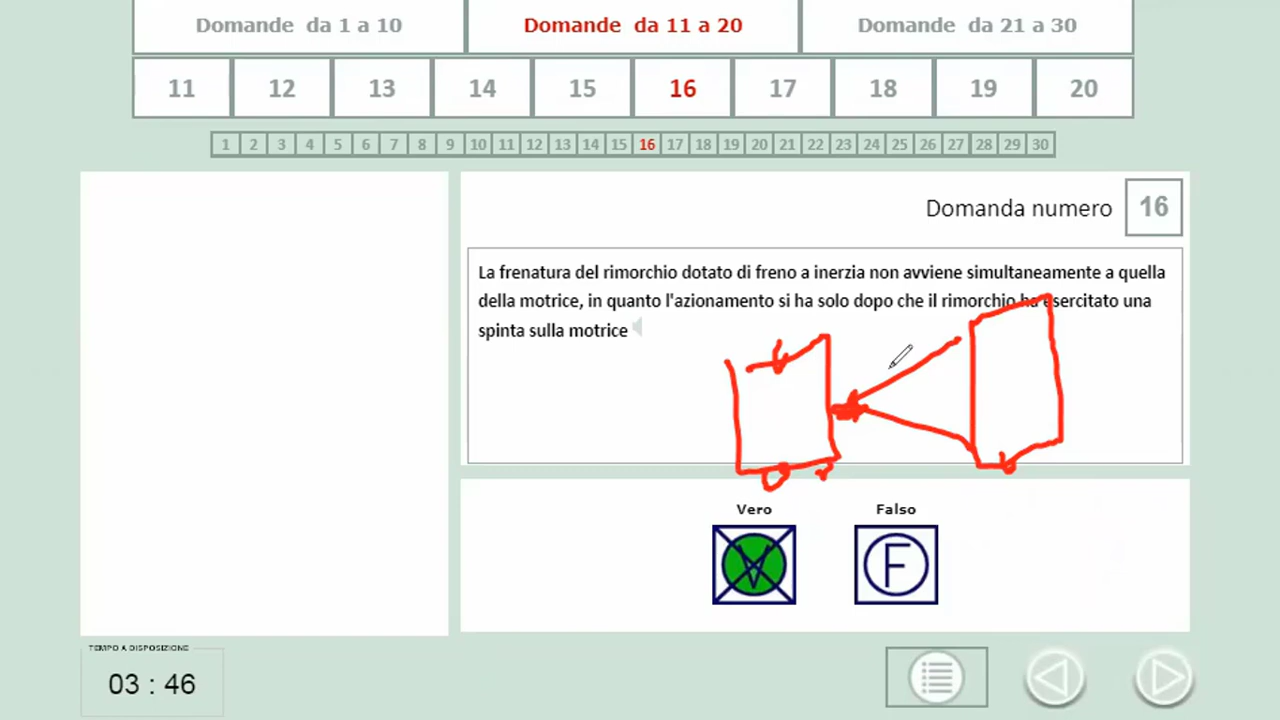 Domande da 1 a 10
Domande da 11 a 20
Domande da 21 a 30
11 12 13 14 15 16 17 18 19 20
1 2 3 4 5 6 7 8 9 10 11 12 13 14 15 16 17 18 19 20 21 22 23 24 25 26 27 28 29 30
Domanda numero 16
La frenatura del rimorchio dotato di freno a inerzia non avviene simultaneamente a quella
della motrice, in quanto l'azionamento si ha solo dopo che il rimorchio ha esercitato una
spinta sulla motrice
Vero Falso
V F
TEMPO A DISPOSIZIONE
03 : 46